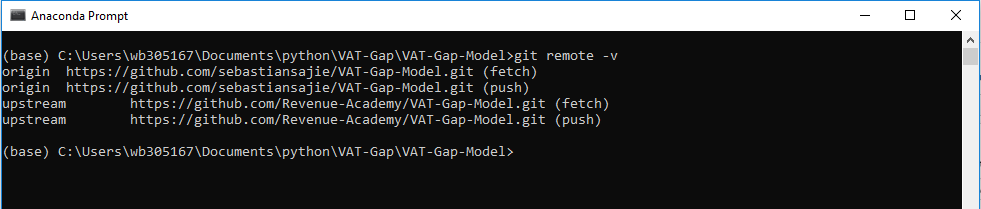 Anaconda Prompt
(base) C:\Users\wb305167\Documents\python\VAT-Gap\VAT-Gap-Model>git remote -v
origin  https://github.com/sebastiansajie/VAT-Gap-Model.git (fetch)
origin  https://github.com/sebastiansajie/VAT-Gap-Model.git (push)
upstream        https://github.com/Revenue-Academy/VAT-Gap-Model.git (fetch)
upstream        https://github.com/Revenue-Academy/VAT-Gap-Model.git (push)
(base) C:\Users\wb305167\Documents\python\VAT-Gap\VAT-Gap-Model>